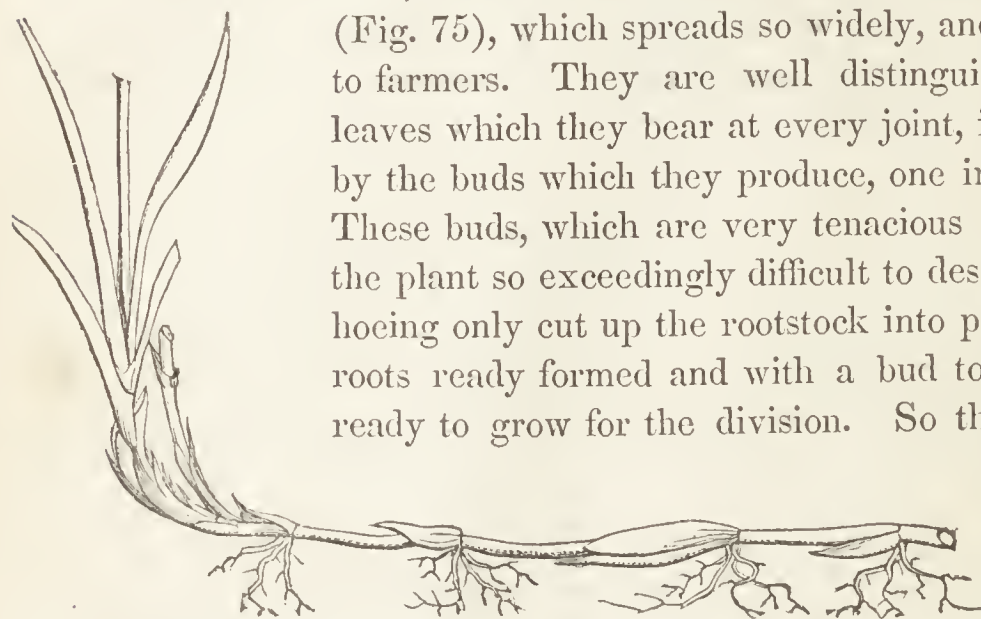 (Fig. 75), which spreads so widely, an
to farmers. They are well distingui
leaves which they bear at every joint, i
by the buds which they produce, one i
These buds, which are very tenacious
the plant so exceedingly difficult to des
hoeing only cut up the rootstock into p
roots ready formed and with a bud to
ready to grow for the division. So th